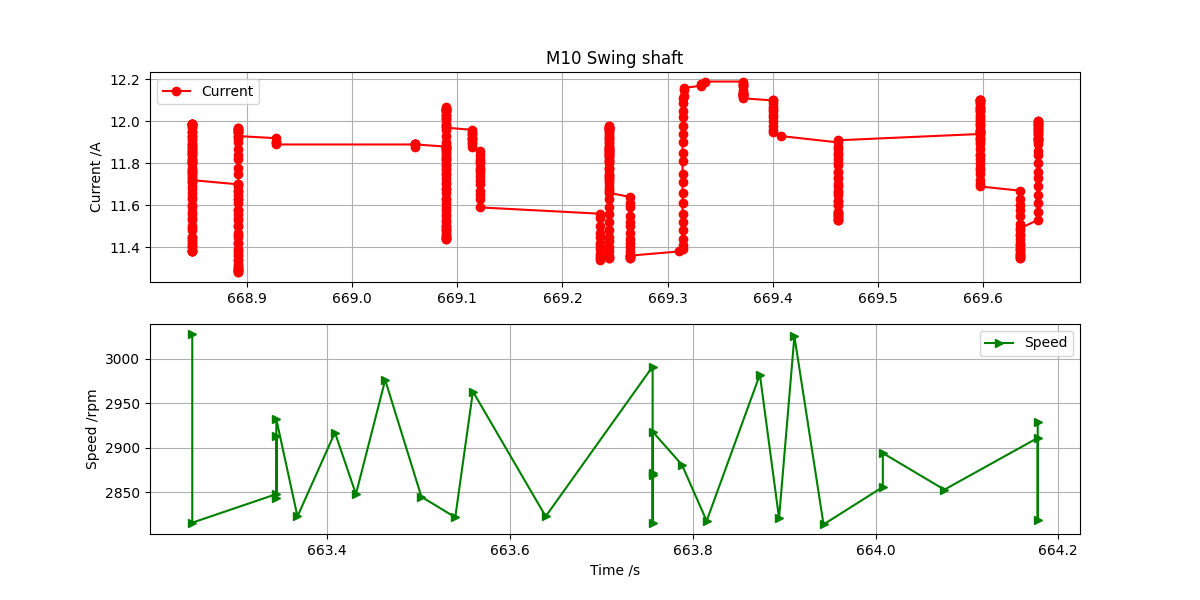 M10 Swing shaft
Current /A
12.2
12.0
11.8
11.6
11.4
Current
668.9 669.0 669.1 669.2 669.3 669.4 669.5 669.6
Speed /rpm
3000
2950
2900
2850
Speed
663.4 663.6 663.8 664.0 664.2
Time /s